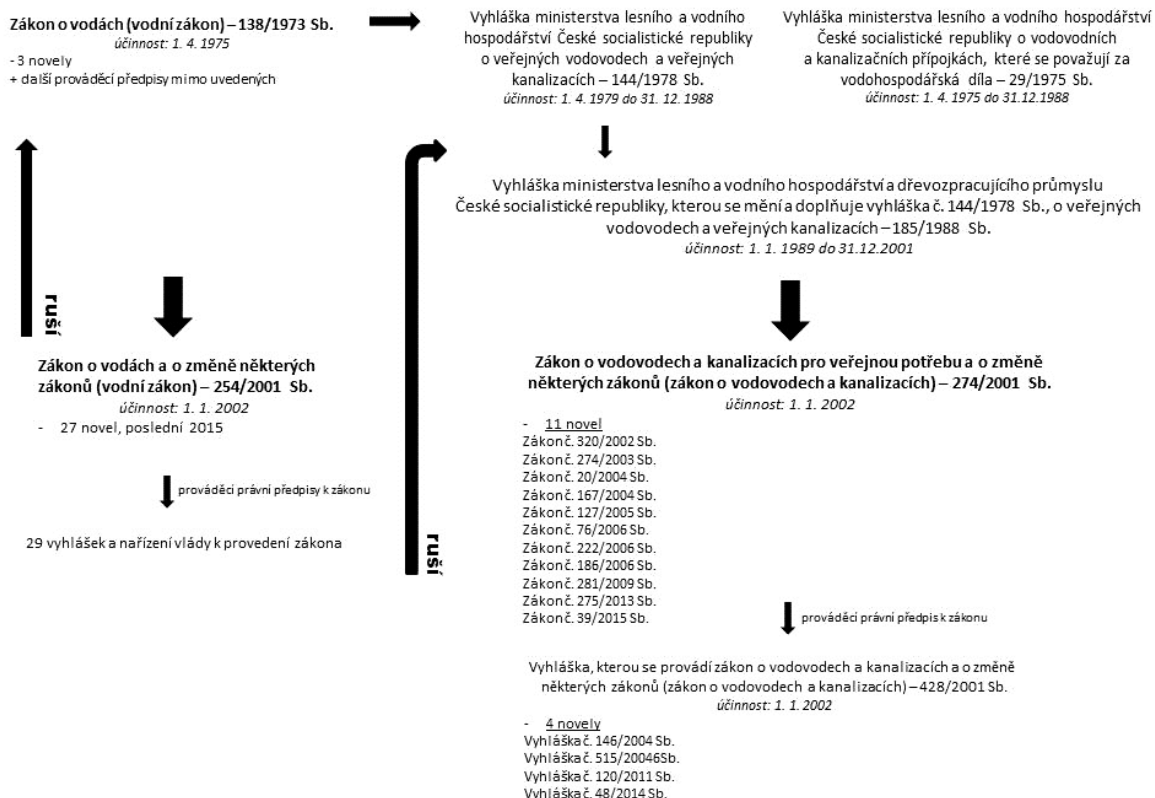 Zákon o vodách (vodní zákon) – 138/1973 Sb.
účinnost: 1. 4. 1975
- 3 novely
+ další prováděcí předpisy mimo uvedených
Vyhláška ministerstva lesního a vodního
hospodářství České socialistické republiky
o veřejných vodovodech a veřejných
kanalizacích – 144/1978 Sb.
účinnost: 1. 4. 1979 do 31. 12. 1988
Vyhláška ministerstva lesního a vodního hospodářství
České socialistické republiky o vodovodních
a kanalizačních přípojkách, které se považují za
vodohospodářská díla – 29/1975 Sb.
účinnost: 1. 4. 1975 do 31.12.1988
Vyhláška ministerstva lesního a vodního hospodářství a dřevozpracujícího průmyslu
České socialistické republiky, kterou se mění a doplňuje vyhláška č. 144/1978 Sb., o veřejných
vodovodech a veřejných kanalizacích – 185/1988 Sb.
účinnost: 1. 1. 1989 do 31.12.2001
ruší
Zákon o vodách a o změně některých
zákonů (vodní zákon) – 254/2001 Sb.
účinnost: 1. 1. 2002
- 27 novel, poslední 2015
prováděcí právní předpisy k zákonu
29 vyhlášek a nařízení vlády k provedení zákona
ruší
Zákon o vodovodech a kanalizacích pro veřejnou potřebu a o změně
některých zákonů (zákon o vodovodech a kanalizacích) – 274/2001 Sb.
účinnost: 1. 1. 2002
- 11 novel
Zákon č. 320/2002 Sb.
Zákon č. 274/2003 Sb.
Zákon č. 20/2004 Sb.
Zákon č. 167/2004 Sb.
Zákon č. 127/2005 Sb.
Zákon č. 76/2006 Sb.
Zákon č. 222/2006 Sb.
Zákon č. 186/2006 Sb.
Zákon č. 281/2009 Sb.
Zákon č. 275/2013 Sb.
Zákon č. 39/2015 Sb.
prováděcí právní předpis k zákonu
Vyhláška, kterou se provádí zákon o vodovodech a kanalizacích a o změně
některých zákonů (zákon o vodovodech a kanalizacích) – 428/2001 Sb.
účinnost: 1. 1. 2002
- 4 novely
Vyhláška č. 146/2004 Sb.
Vyhláška č. 515/20046Sb.
Vyhláška č. 120/2011 Sb.
Vyhláška č. 48/2014 Sb.